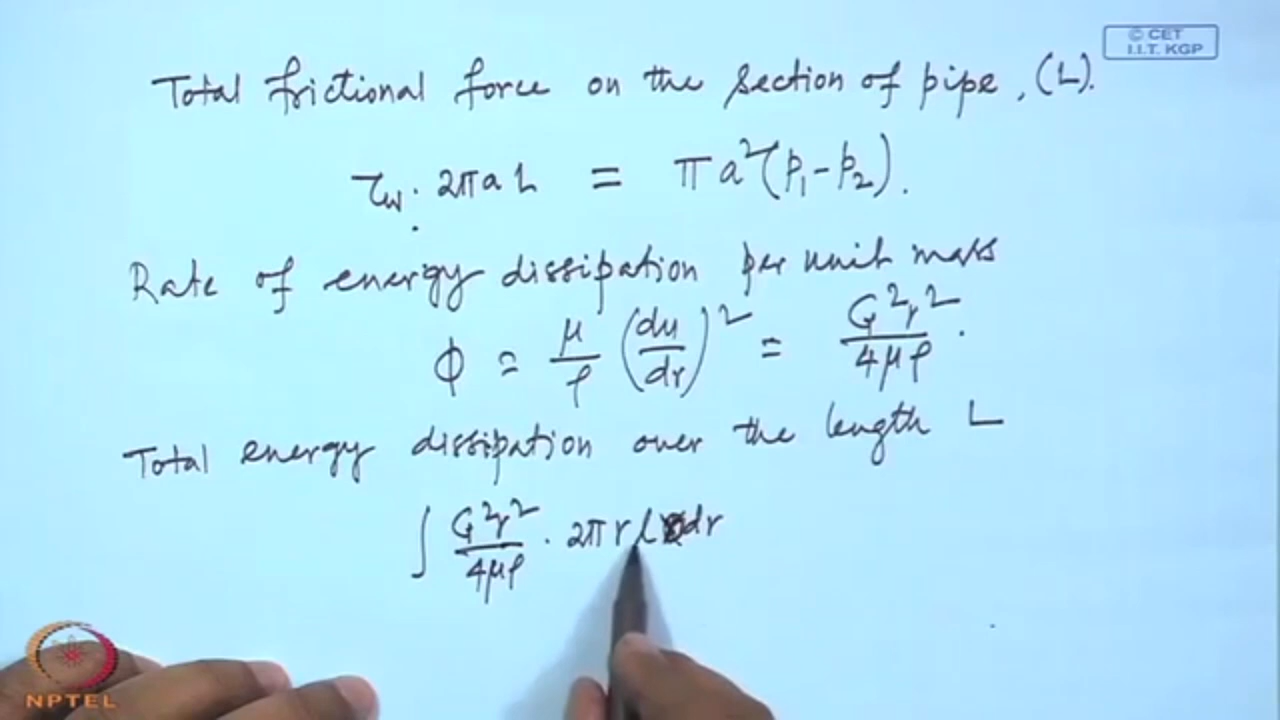 © CET
I.I.T. KGP
Total frictional force on the section of pipe, (L).
τw. 2πaL = πa²(p₁-p₂).
Rate of energy dissipation per unit mass
Φ = μ/ρ (du/dr)² = G²r²/4μρ.
Total energy dissipation over the length L
∫ G²r²/4μρ · 2πr l dr
NPTEL